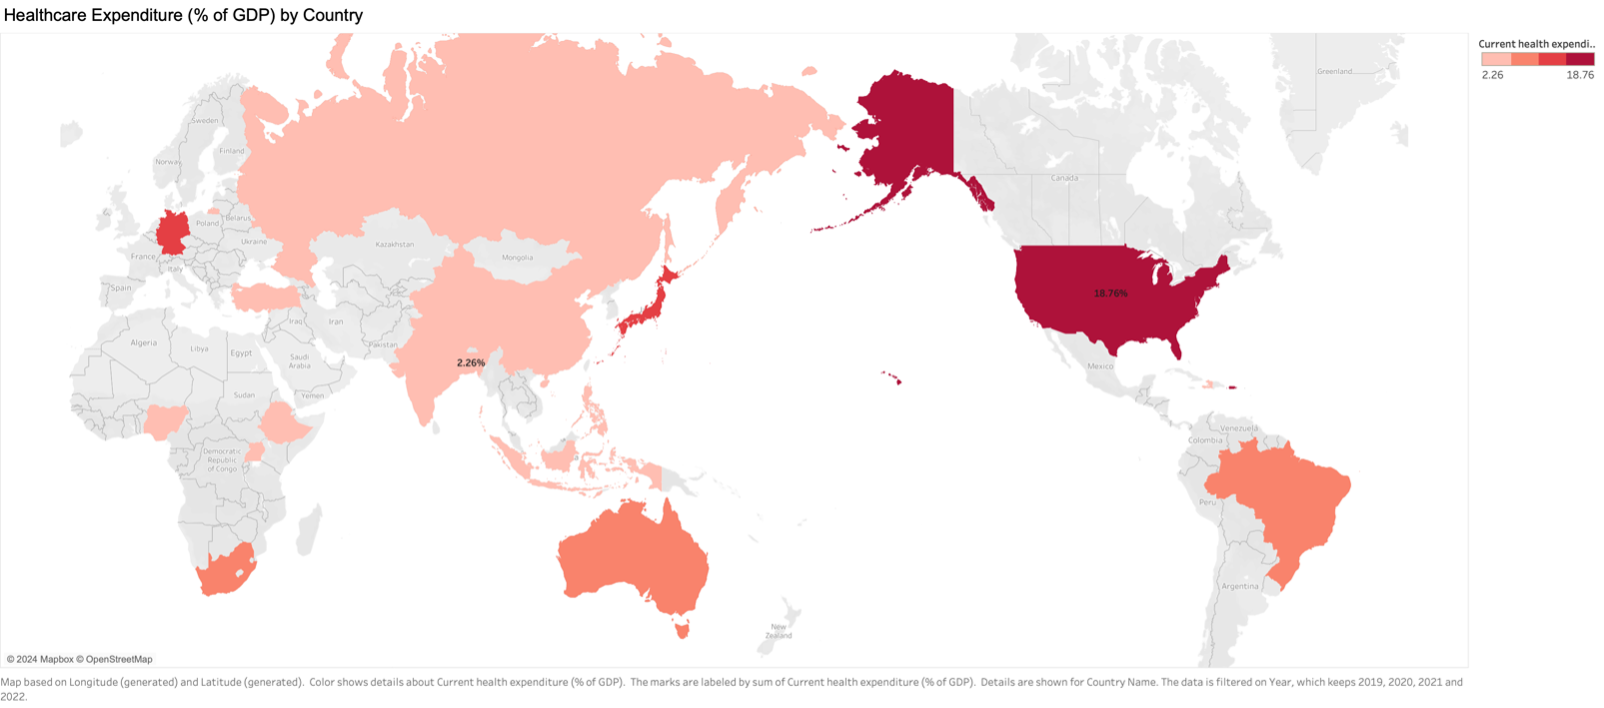 Healthcare Expenditure (% of GDP) by Country
Current health expendi..
2.26
18.76
Greenland
Sweden
Finland
Norway
Canada
Poland
Belarus
Ukraine
France
Kazakhstan
Mongolia
Italy
Spain
18.76%
Iraq
Iran
Algeria
Libya
Egypt
Pakistan
Saudi
Arabia
2.26%
Mexico
Sudan
Yemen
Venezuela
Colombia
Democratic
Republic
of Congo
Peru
Argentina
New
Zealand
© 2024 Mapbox © OpenStreetMap
Map based on Longitude (generated) and Latitude (generated).  Color shows details about Current health expenditure (% of GDP).  The marks are labeled by sum of Current health expenditure (% of GDP).  Details are shown for Country Name. The data is filtered on Year, which keeps 2019, 2020, 2021 and
2022.